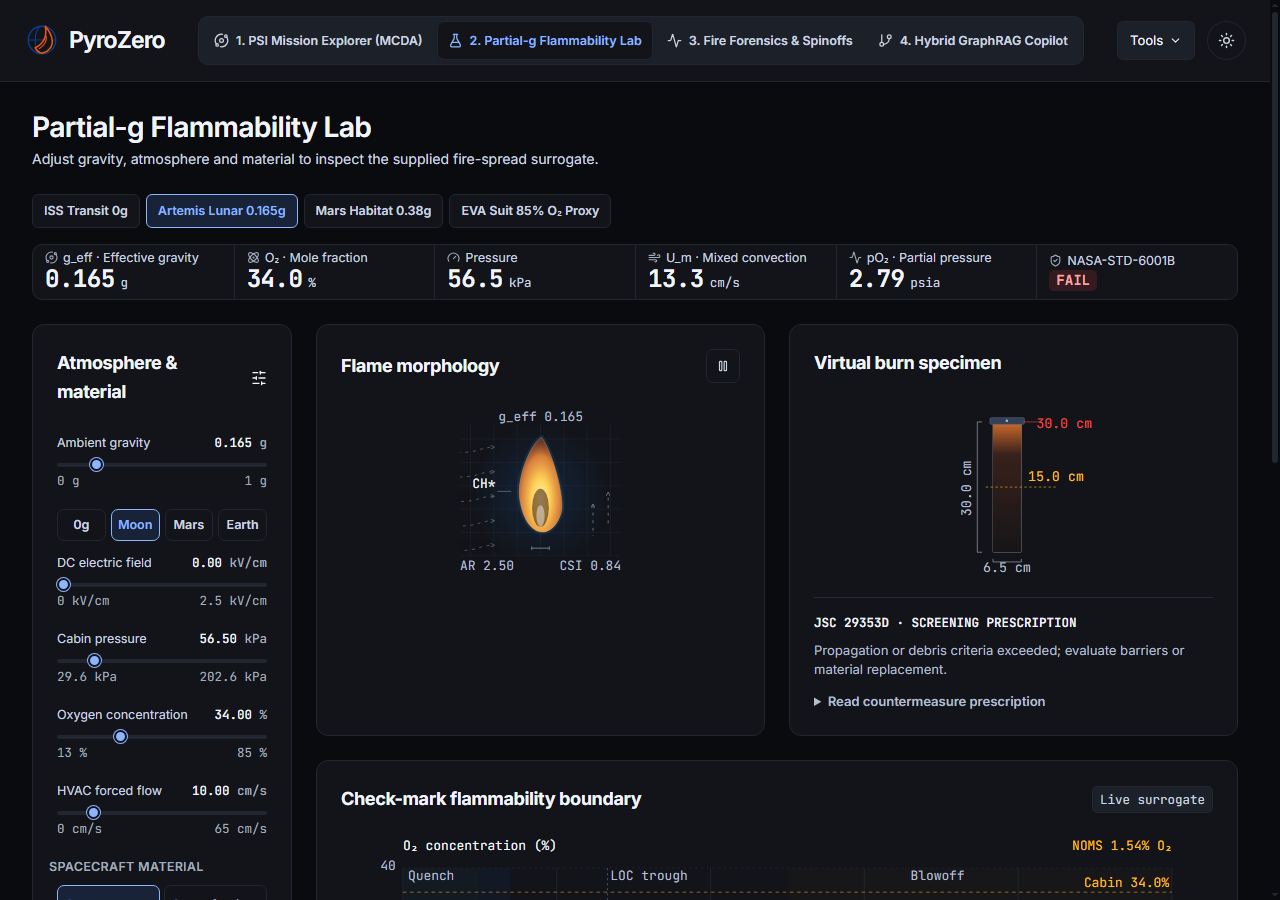 PyroZero
1. PSI Mission Explorer (MCDA)
2. Partial-g Flammability Lab
3. Fire Forensics & Spinoffs
4. Hybrid GraphRAG Copilot
Tools
Partial-g Flammability Lab
Adjust gravity, atmosphere and material to inspect the supplied fire-spread surrogate.
ISS Transit 0g
Artemis Lunar 0.165g
Mars Habitat 0.38g
EVA Suit 85% O₂ Proxy
g_eff · Effective gravity
0.165 g
O₂ · Mole fraction
34.0 %
Pressure
56.5 kPa
U_m · Mixed convection
13.3 cm/s
pO₂ · Partial pressure
2.79 psia
NASA-STD-6001B
FAIL
Atmosphere &
material
Ambient gravity 0.165 g
0 g 1 g
0g Moon Mars Earth
DC electric field 0.00 kV/cm
0 kV/cm 2.5 kV/cm
Cabin pressure 56.50 kPa
29.6 kPa 202.6 kPa
Oxygen concentration 34.00 %
13 % 85 %
HVAC forced flow 10.00 cm/s
0 cm/s 65 cm/s
SPACECRAFT MATERIAL
Flame morphology
g_eff 0.165
CH*
AR 2.50 CSI 0.84
Virtual burn specimen
30.0 cm
15.0 cm
30.0 cm
6.5 cm
JSC 29353D · SCREENING PRESCRIPTION
Propagation or debris criteria exceeded; evaluate barriers or
material replacement.
Read countermeasure prescription
Check-mark flammability boundary
Live surrogate
O₂ concentration (%)
NOMS 1.54% O₂
40
Quench
LOC trough
Blowoff
Cabin 34.0%